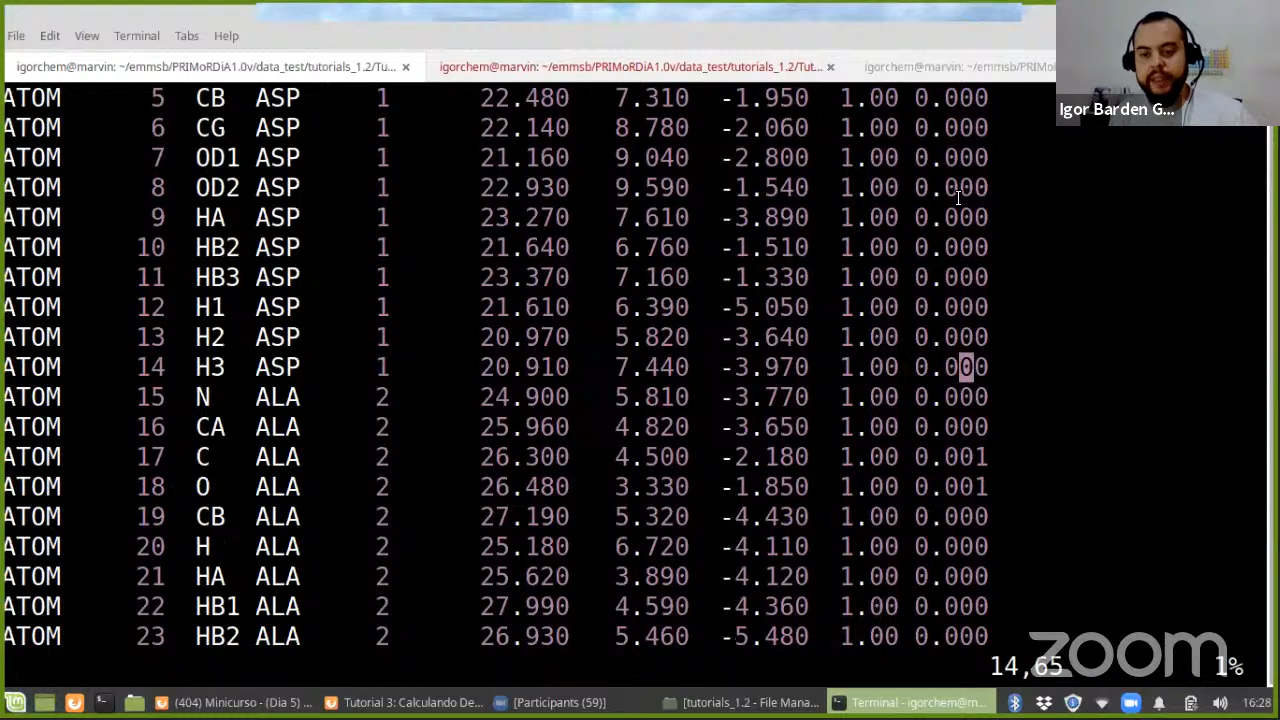 File Edit View Terminal Tabs Help
igorchem@marvin: ~/emmsb/PRIMoRDiA1.0v/data_test/tutorials_1.2/Tu... × igorchem@marvin: ~/emmsb/PRIMoRDiA1.0v/data_test/tutorials_1.2/Tut... × igorchem@marvin: ~/emmsb/PRIMoRDiA1.0v/data_test/tutorials_1.2/Tut...
Igor Barden G...
ATOM 5 CB ASP 1 22.480 7.310 -1.950 1.00 0.000
ATOM 6 CG ASP 1 22.140 8.780 -2.060 1.00 0.000
ATOM 7 OD1 ASP 1 21.160 9.040 -2.800 1.00 0.000
ATOM 8 OD2 ASP 1 22.930 9.590 -1.540 1.00 0.000
ATOM 9 HA ASP 1 23.270 7.610 -3.890 1.00 0.000
ATOM 10 HB2 ASP 1 21.640 6.760 -1.510 1.00 0.000
ATOM 11 HB3 ASP 1 23.370 7.160 -1.330 1.00 0.000
ATOM 12 H1 ASP 1 21.610 6.390 -5.050 1.00 0.000
ATOM 13 H2 ASP 1 20.970 5.820 -3.640 1.00 0.000
ATOM 14 H3 ASP 1 20.910 7.440 -3.970 1.00 0.000
ATOM 15 N ALA 2 24.900 5.810 -3.770 1.00 0.000
ATOM 16 CA ALA 2 25.960 4.820 -3.650 1.00 0.000
ATOM 17 C ALA 2 26.300 4.500 -2.180 1.00 0.001
ATOM 18 O ALA 2 26.480 3.330 -1.850 1.00 0.001
ATOM 19 CB ALA 2 27.190 5.320 -4.430 1.00 0.000
ATOM 20 H ALA 2 25.180 6.720 -4.110 1.00 0.000
ATOM 21 HA ALA 2 25.620 3.890 -4.120 1.00 0.000
ATOM 22 HB1 ALA 2 27.990 4.590 -4.360 1.00 0.000
ATOM 23 HB2 ALA 2 26.930 5.460 -5.480 1.00 0.000
14,65 1%
zoom
(404) Minicurso - (Dia 5) ... Tutorial 3: Calculando De... [Participants (59)] [tutorials_1.2 - File Mana... Terminal - igorchem@m... 16:28